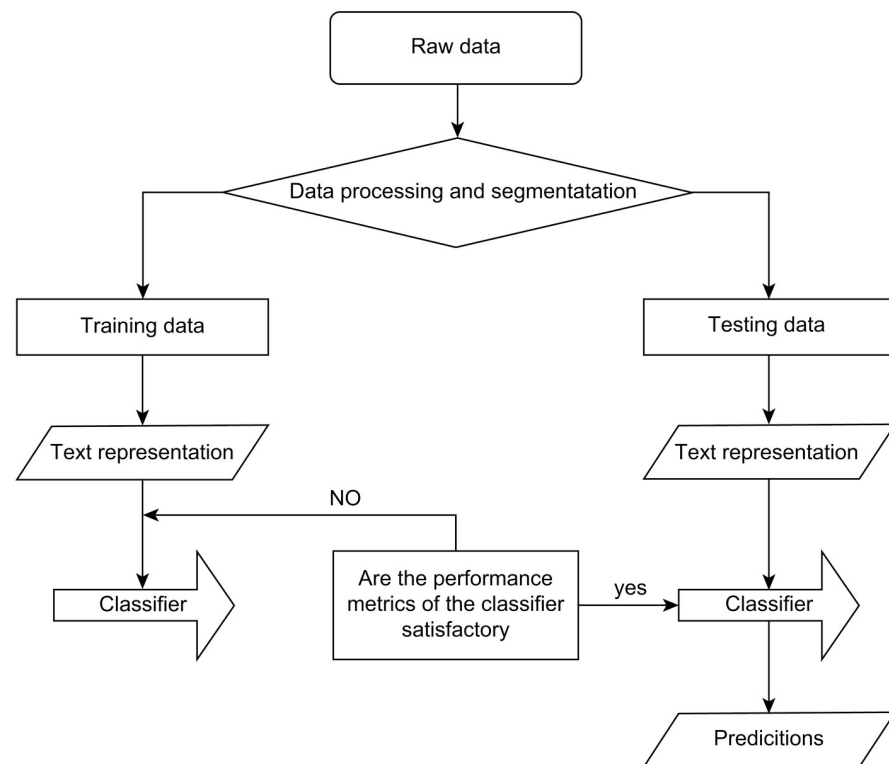 Raw data
Data processing and segmentatation
Training data
Testing data
Text representation
Text representation
NO
Are the performance
metrics of the classifier
satisfactory
yes
Classifier
Classifier
Predicitions